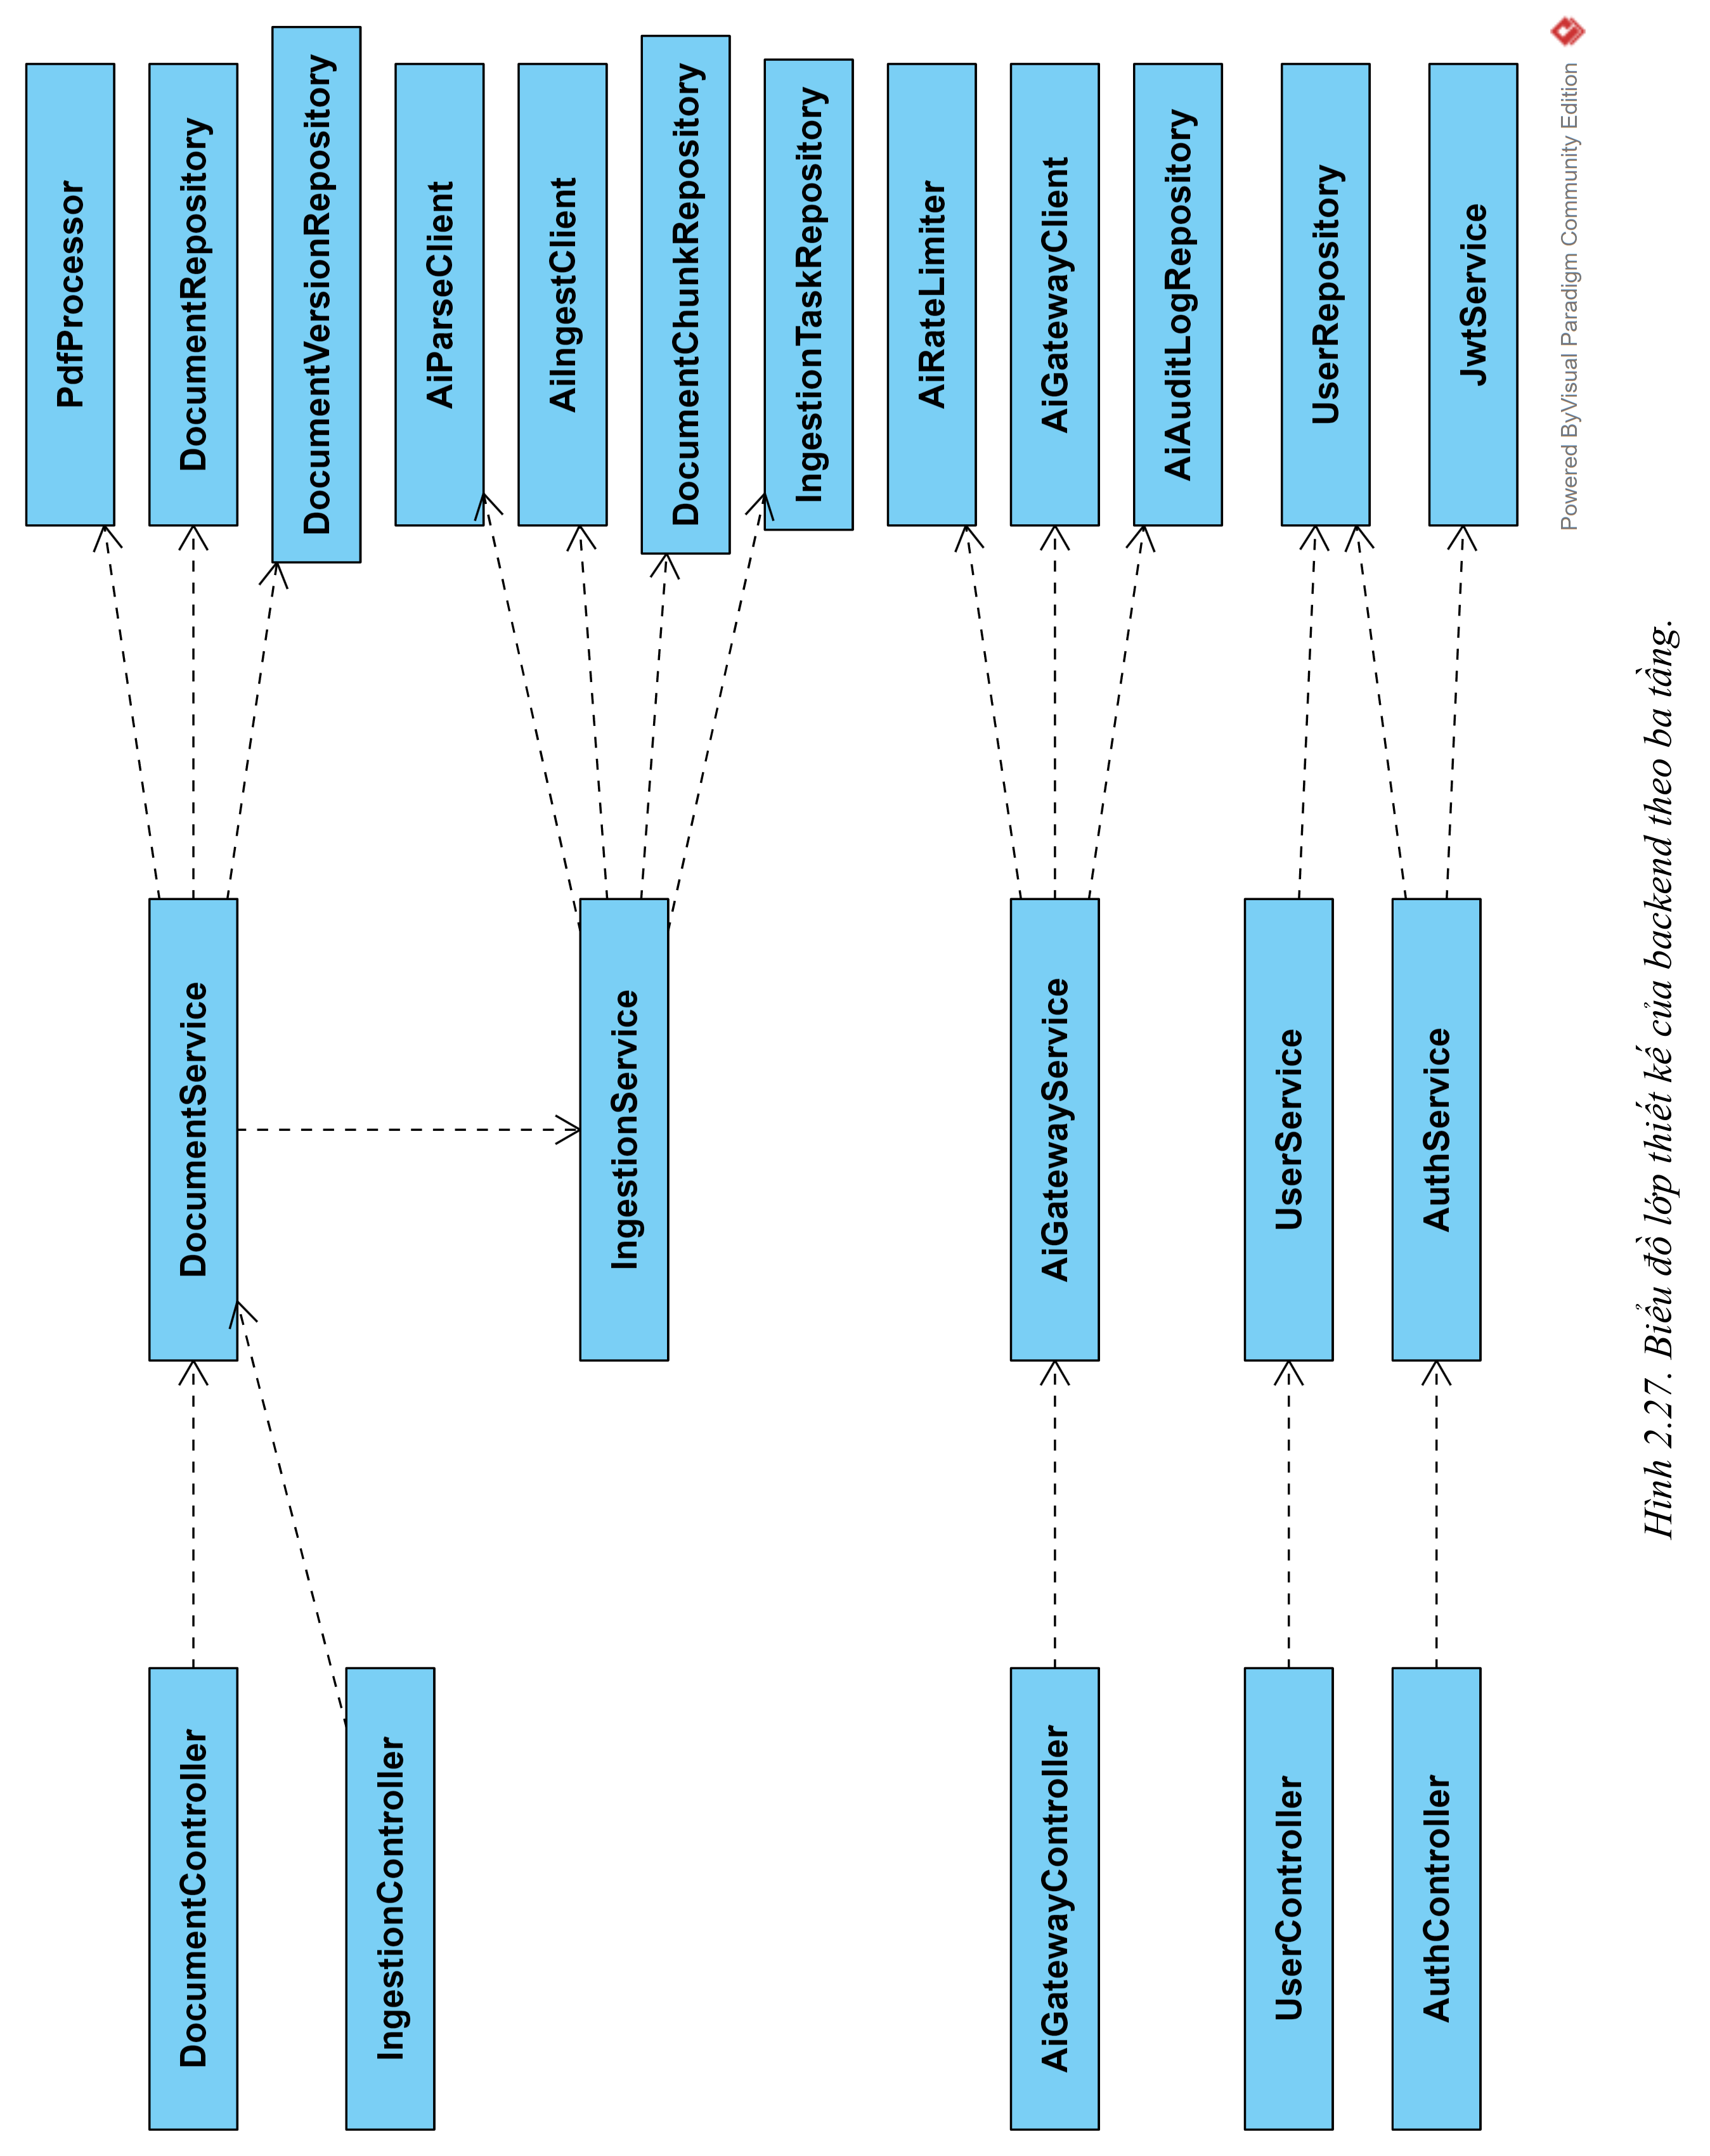 PdfProcessor
DocumentRepository
DocumentVersionRepository
AiParseClient
AiIngestClient
DocumentChunkRepository
IngestionTaskRepository
AiRateLimiter
AiGatewayClient
AiAuditLogRepository
UserRepository
JwtService
DocumentService
IngestionService
AiGatewayService
UserService
AuthService
DocumentController
IngestionController
AiGatewayController
UserController
AuthController
Powered ByVisual Paradigm Community Edition
Hình 2.27. Biểu đồ lớp thiết kế của backend theo ba tầng.